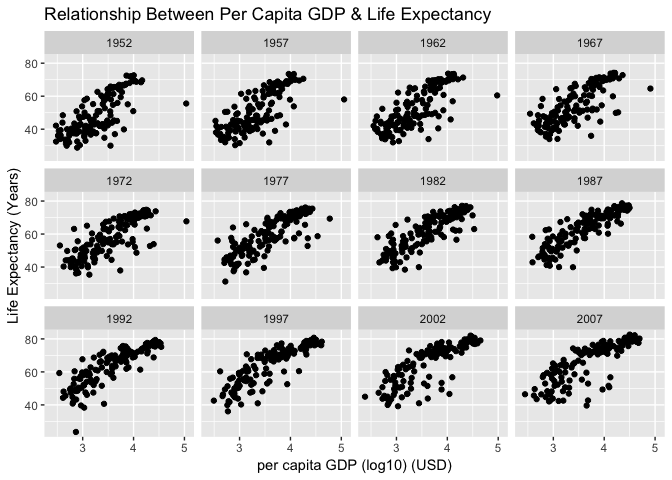 Relationship Between Per Capita GDP & Life Expectancy
1952 1957 1962 1967
80
60
40
1972 1977 1982 1987
80
60
40
1992 1997 2002 2007
80
60
40
3 4 5 3 4 5 3 4 5 3 4 5
per capita GDP (log10) (USD)
Life Expectancy (Years)